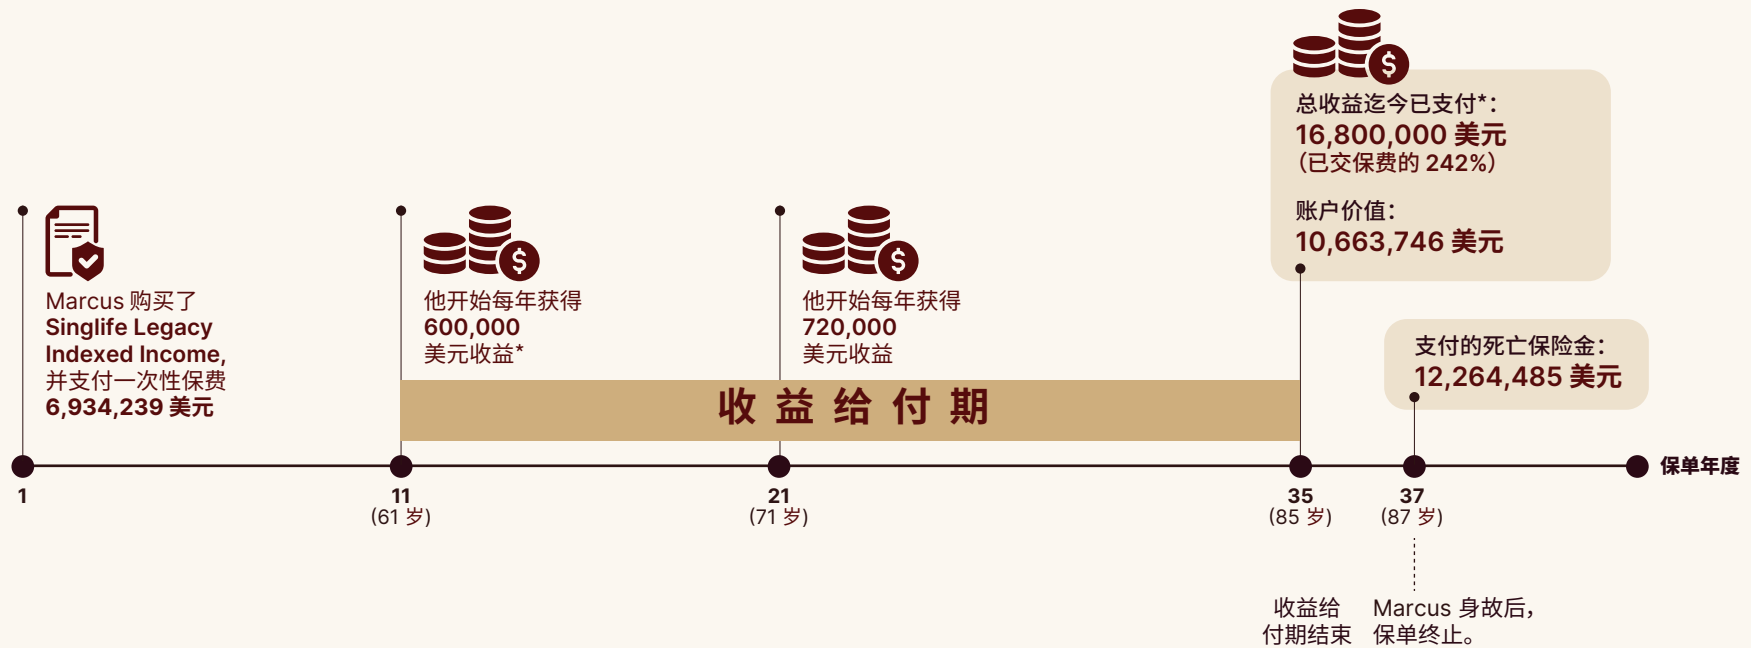 Marcus 购买了
Singlife Legacy
Indexed Income,
并支付一次性保费
6,934,239 美元
他开始每年获得
600,000
美元收益*
他开始每年获得
720,000
美元收益
总收益迄今已支付*：
16,800,000 美元
（已交保费的 242%）
账户价值：
10,663,746 美元
支付的死亡保险金：
12,264,485 美元
收益给付期
保单年度
1
11
(61 岁)
21
(71 岁)
35
(85 岁)
37
(87 岁)
收益给
付期结束
Marcus 身故后，
保单终止。